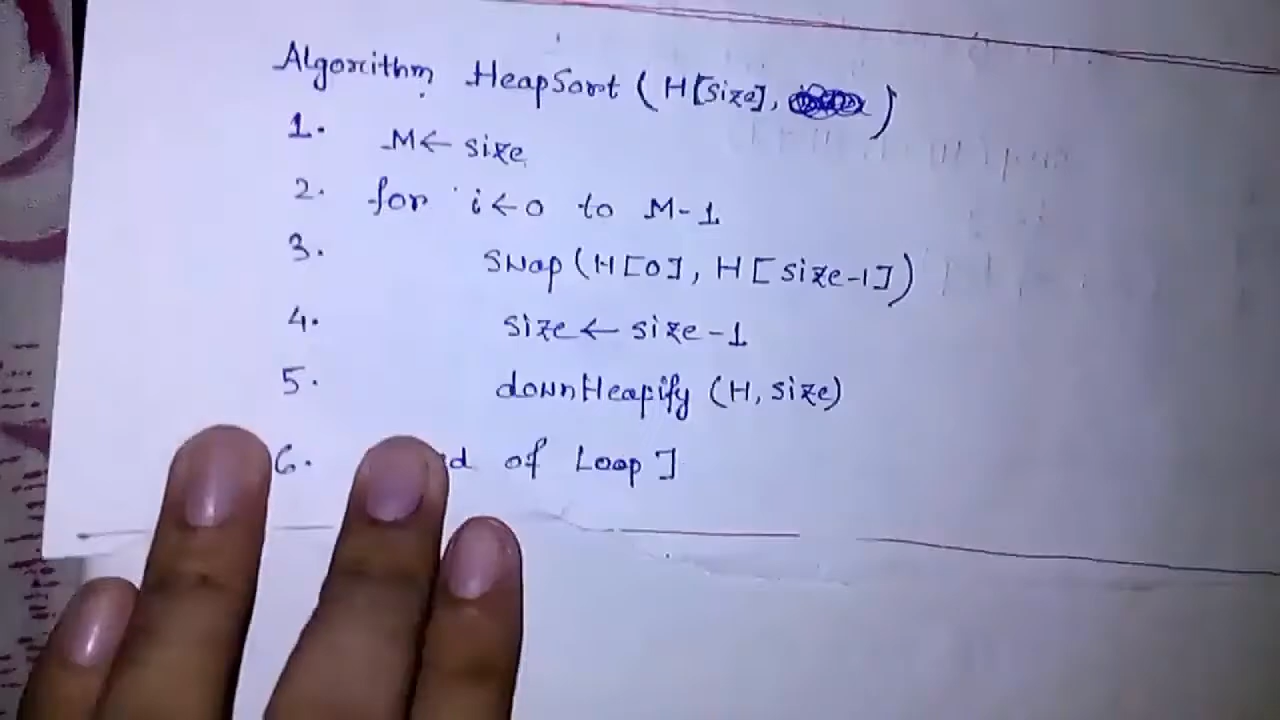 Algorithm HeapSort (H[size], )
1. M← size
2. for i←0 to M-1
3. Swap (H[0], H[size-1])
4. size ← size-1
5. downHeapify (H, size)
6. of Loop]